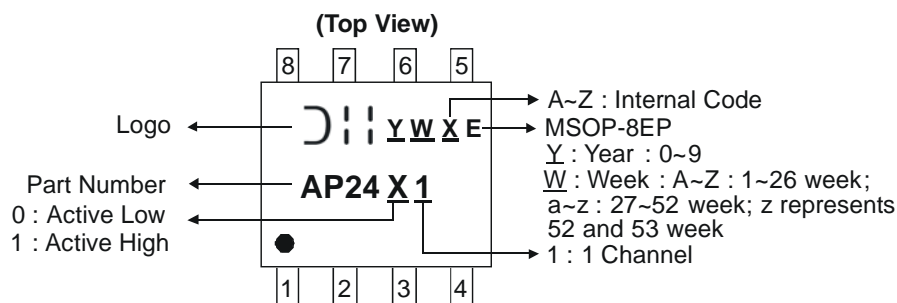 (Top View)
8 7 6 5
Logo
Y W X E
A~Z : Internal Code
MSOP-8EP
Y : Year : 0~9
W : Week : A~Z : 1~26 week;
a~z : 27~52 week; z represents
52 and 53 week
Part Number
AP24 X 1
0 : Active Low
1 : Active High
1 : 1 Channel
1 2 3 4